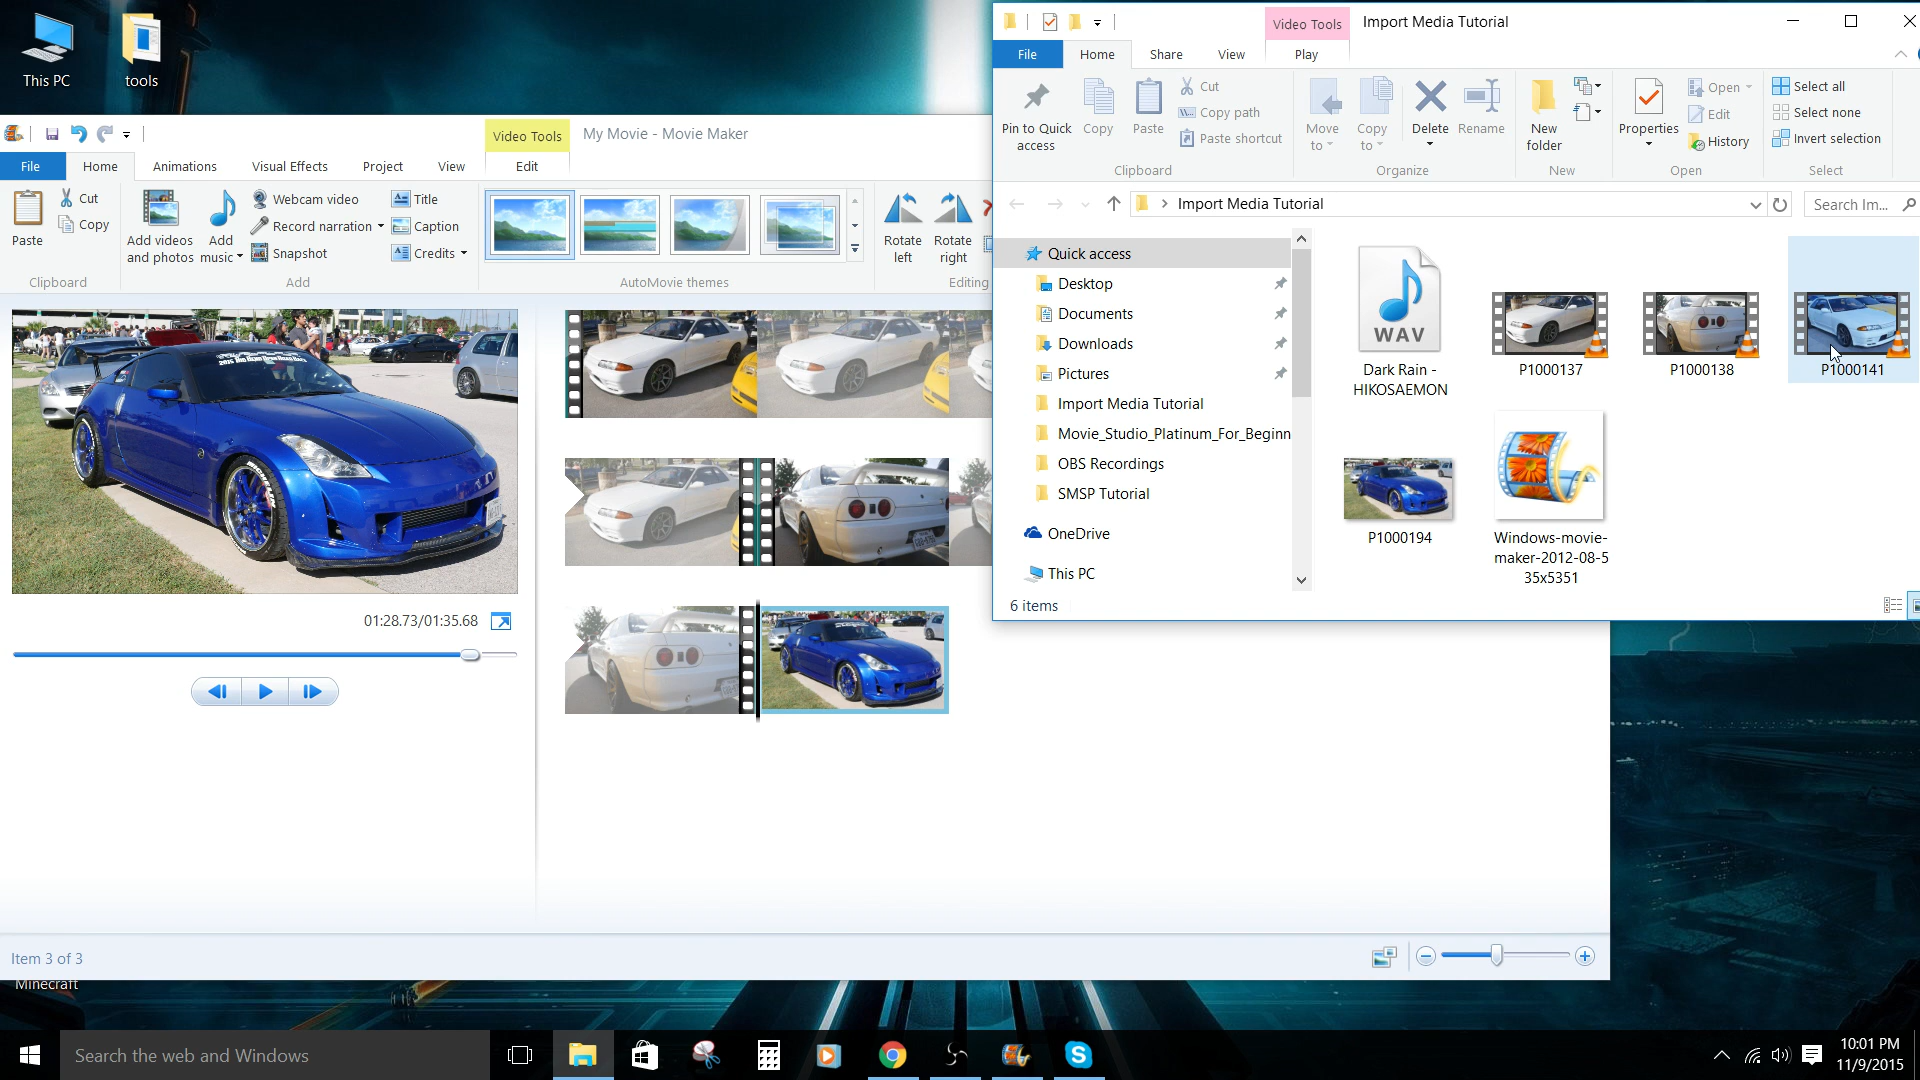 This PC
tools
Video Tools
My Movie - Movie Maker
File
Home
Animations
Visual Effects
Project
View
Edit
Paste
Cut
Copy
Clipboard
Add videos
and photos
Add
music
Webcam video
Record narration
Snapshot
Title
Caption
Credits
Add
AutoMovie themes
Rotate
left
Rotate
right
Editing
01:28.73/01:35.68
Item 3 of 3
Minecraft
Video Tools
Import Media Tutorial
File
Home
Share
View
Play
Pin to Quick
access
Copy
Paste
Cut
Copy path
Paste shortcut
Clipboard
Move
to
Copy
to
Delete
Rename
Organize
New
folder
New
Properties
Open
Edit
History
Open
Select all
Select none
Invert selection
Select
Import Media Tutorial
Search Im...
Quick access
Desktop
Documents
Downloads
Pictures
Import Media Tutorial
Movie_Studio_Platinum_For_Beginn
OBS Recordings
SMSP Tutorial
OneDrive
This PC
WAV
Dark Rain -
HIKOSAEMON
P1000137
P1000138
P1000141
P1000194
Windows-movie-
maker-2012-08-5
35x5351
6 items
Search the web and Windows
10:01 PM
11/9/2015